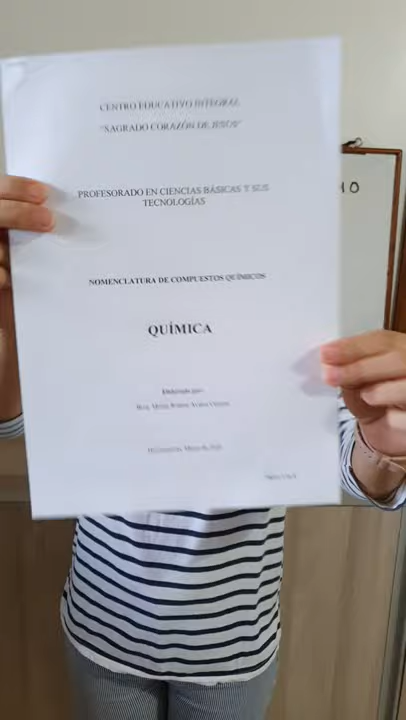 CENTRO EDUCATIVO INTEGRAL
"SAGRADO CORAZÓN DE JESÚS"
PROFESORADO EN CIENCIAS BÁSICAS Y SUS
TECNOLOGÍAS
NOMENCLATURA DE COMPUESTOS QUÍMICOS
QUÍMICA
Elaborado por: